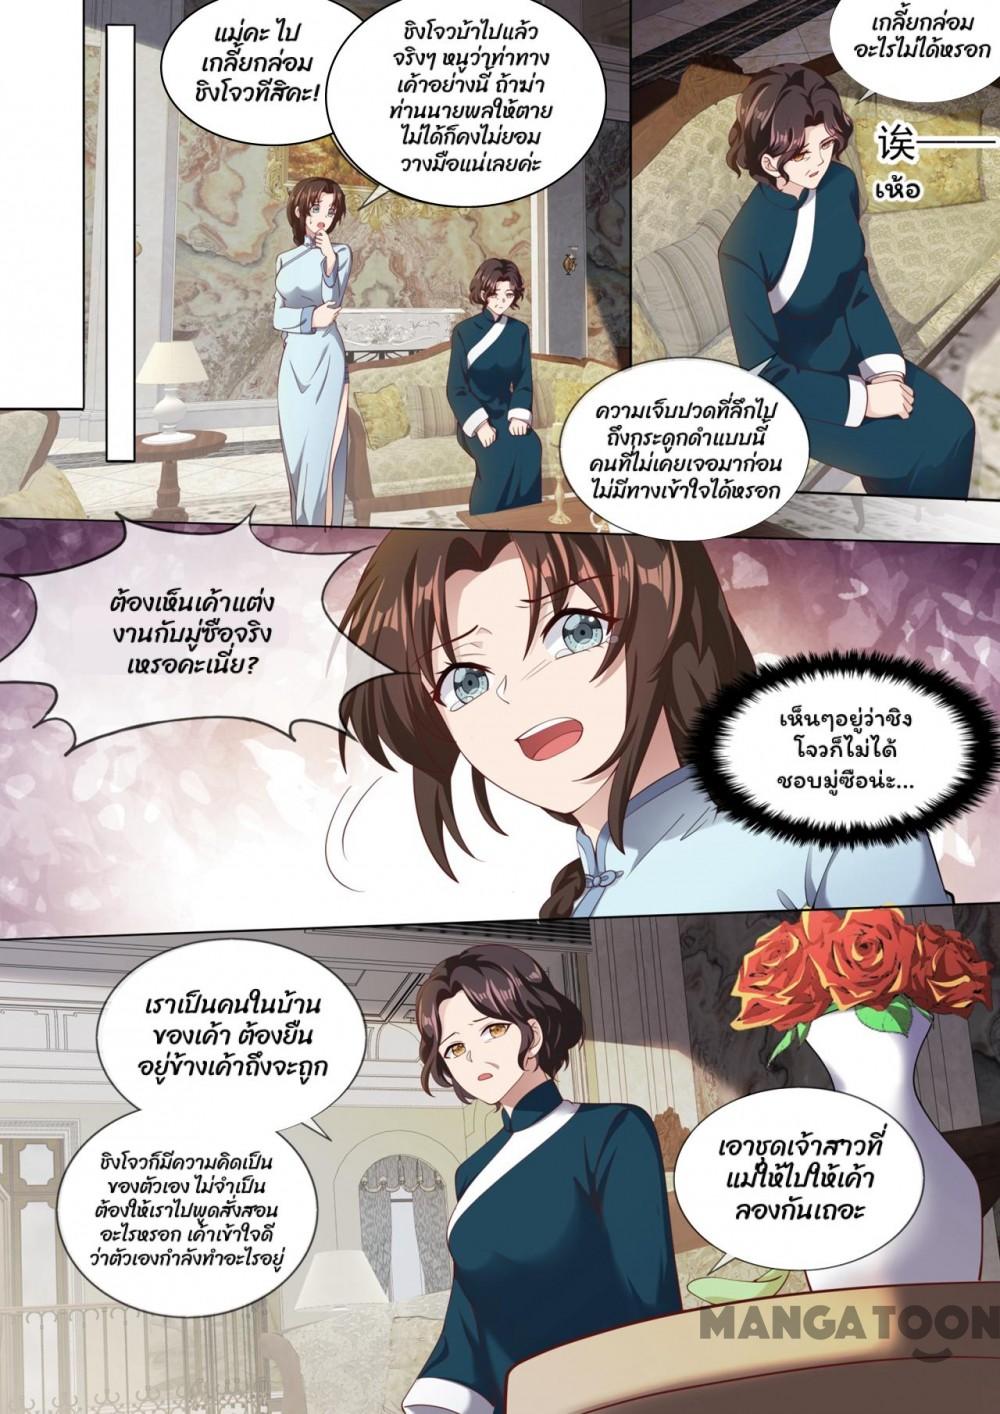 แม่คะ ไป
เกลี้ยกล่อม
ชิงโจวทีสิคะ!
ชิงโจวบ้าไปแล้ว
จริงๆ หนูว่าท่าทาง
เค้าอย่างนี้ ถ้าฆ่า
ท่านนายพลให้ตาย
ไม่ได้ก็คงไม่ยอม
วางมือแน่เลยค่ะ
เกลี้ยกล่อม
อะไรไม่ได้หรอก
诶——
เห้อ
ความเจ็บปวดที่ลึกไป
ถึงกระดูกดำแบบนี้
คนที่ไม่เคยเจอมาก่อน
ไม่มีทางเข้าใจได้หรอก
ต้องเห็นเค้าแต่ง
งานกับมู่ซือจริง
เหรอคะเนี่ย?
เห็นๆอยู่ว่าชิง
โจวก็ไม่ได้
ชอบมู่ซือน่ะ...
เราเป็นคนในบ้าน
ของเค้า ต้องยืน
อยู่ข้างเค้าถึงจะถูก
ชิงโจวก็มีความคิดเป็น
ของตัวเอง ไม่จำเป็น
ต้องให้เราไปพูดสั่งสอน
อะไรหรอก เค้าเข้าใจดี
ว่าตัวเองกำลังทำอะไรอยู่
เอาชุดเจ้าสาวที่
แม่ให้ไปให้เค้า
ลองกันเถอะ
MANGATOON